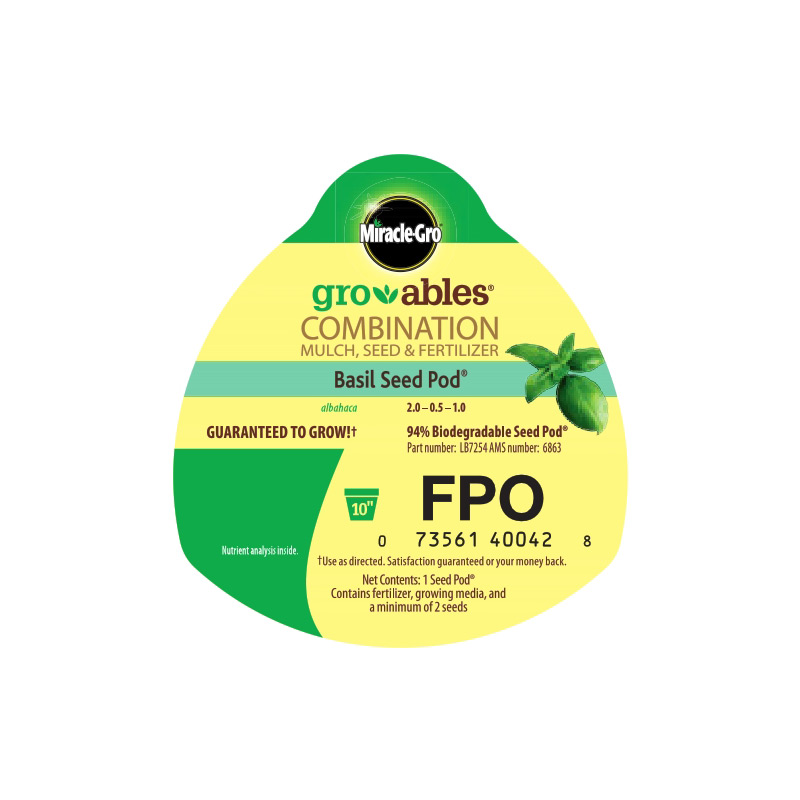 Miracle-Gro
gro ables®
COMBINATION
MULCH, SEED & FERTILIZER
Basil Seed Pod®
albahaca
2.0 – 0.5 – 1.0
GUARANTEED TO GROW!†
94% Biodegradable Seed Pod®
Part number: LB7254 AMS number: 6863
10"
FPO
0 73561 40042 8
Nutrient analysis inside.
†Use as directed. Satisfaction guaranteed or your money back.
Net Contents: 1 Seed Pod®
Contains fertilizer, growing media, and
a minimum of 2 seeds